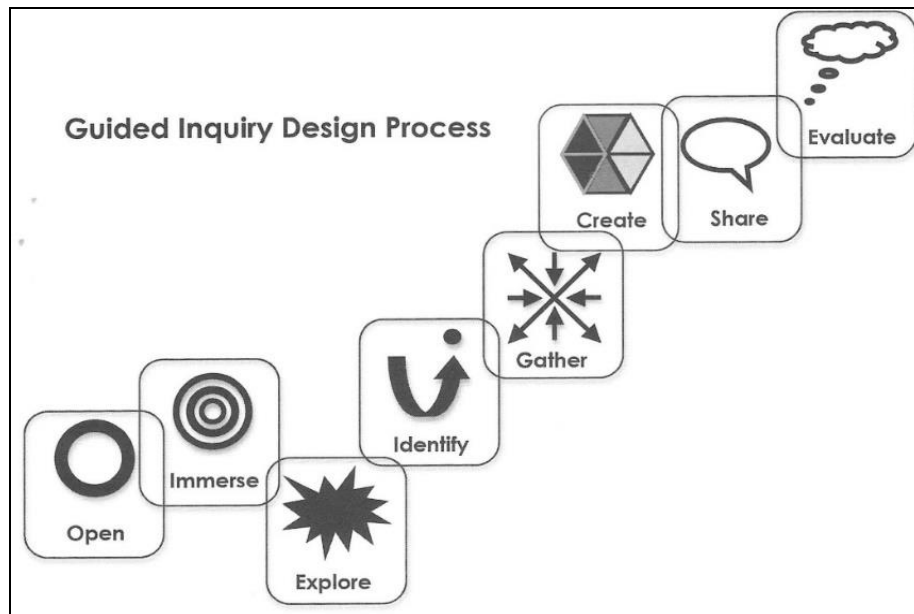 Guided Inquiry Design Process
Open
Immerse
Explore
Identify
Gather
Create
Share
Evaluate